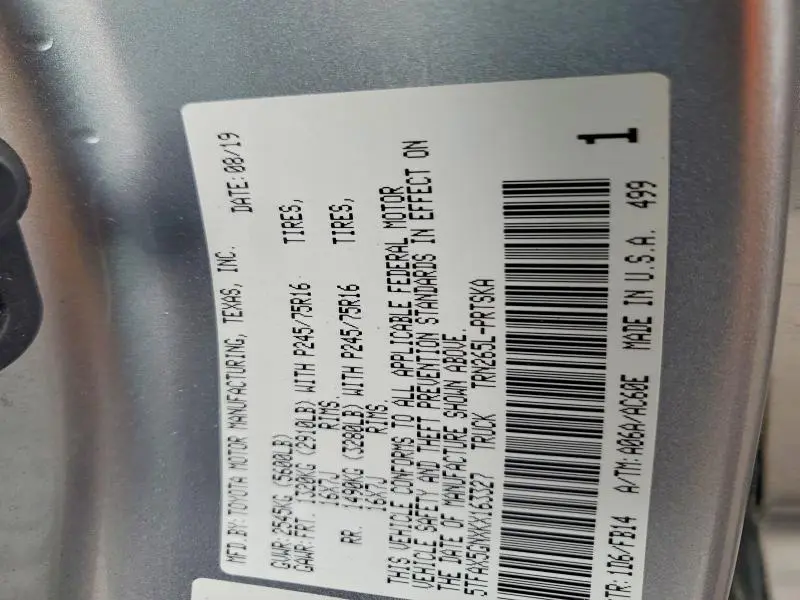 MFD.BY:TOYOTA MOTOR MANUFACTURING, TEXAS, INC. DATE:08/19
GVWR:2545KG (5600LB)
GAWR:FRT. 1320KG (2910LB) WITH P245/75R16 TIRES,
16X7J RIMS.
RR. 1490KG (3280LB) WITH P245/75R16 TIRES,
16X7J RIMS.
THIS VEHICLE CONFORMS TO ALL APPLICABLE FEDERAL MOTOR
VEHICLE SAFETY AND THEFT PREVENTION STANDARDS IN EFFECT ON
THE DATE OF MANUFACTURE SHOWN ABOVE.
5TFAX5GNXKX163327 TRUCK TRN265L-PRTSKA
1
TR:1D6/FB14 A/TM:A06A/AC60E MADE IN U.S.A. 499